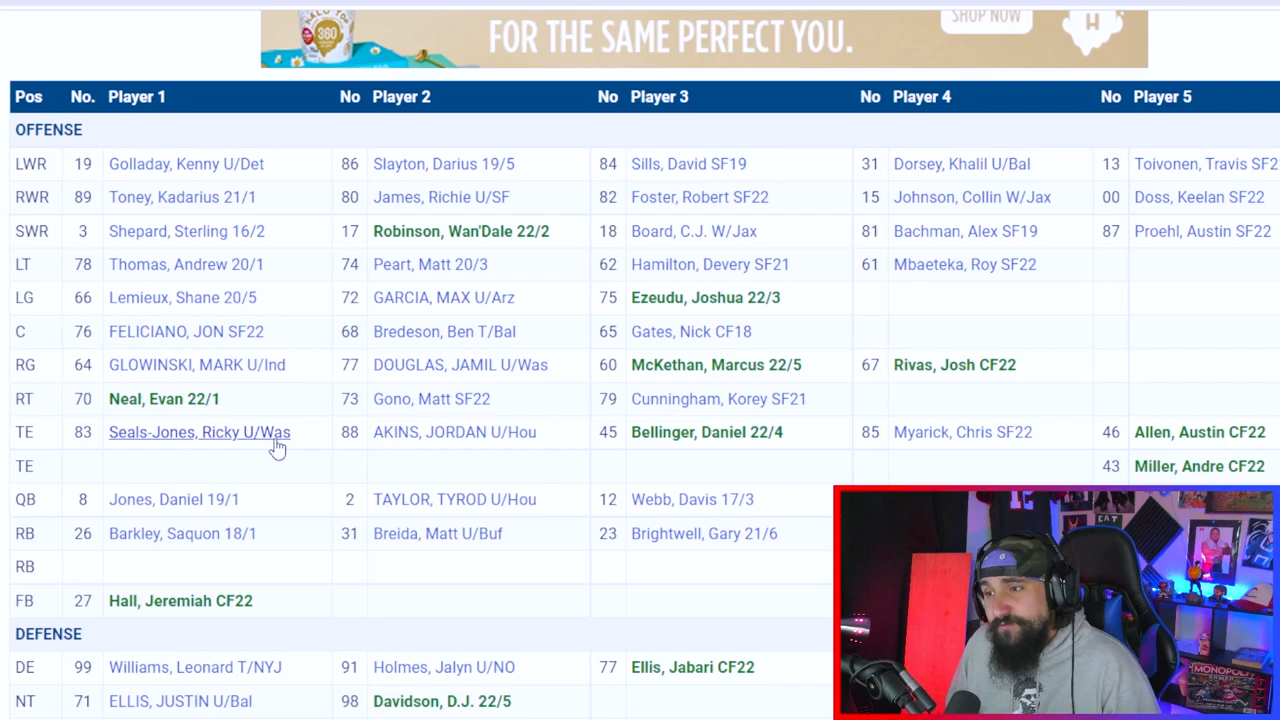 360
FOR THE SAME PERFECT YOU.
SHOP NOW
H
Pos No. Player 1 No Player 2 No Player 3 No Player 4 No Player 5
OFFENSE
LWR 19 Golladay, Kenny U/Det 86 Slayton, Darius 19/5 84 Sills, David SF19 31 Dorsey, Khalil U/Bal 13 Toivonen, Travis SF2
RWR 89 Toney, Kadarius 21/1 80 James, Richie U/SF 82 Foster, Robert SF22 15 Johnson, Collin W/Jax 00 Doss, Keelan SF22
SWR 3 Shepard, Sterling 16/2 17 Robinson, Wan'Dale 22/2 18 Board, C.J. W/Jax 81 Bachman, Alex SF19 87 Proehl, Austin SF22
LT 78 Thomas, Andrew 20/1 74 Peart, Matt 20/3 62 Hamilton, Devery SF21 61 Mbaeteka, Roy SF22
LG 66 Lemieux, Shane 20/5 72 GARCIA, MAX U/Arz 75 Ezeudu, Joshua 22/3
C 76 FELICIANO, JON SF22 68 Bredeson, Ben T/Bal 65 Gates, Nick CF18
RG 64 GLOWINSKI, MARK U/Ind 77 DOUGLAS, JAMIL U/Was 60 McKethan, Marcus 22/5 67 Rivas, Josh CF22
RT 70 Neal, Evan 22/1 73 Gono, Matt SF22 79 Cunningham, Korey SF21
TE 83 Seals-Jones, Ricky U/Was 88 AKINS, JORDAN U/Hou 45 Bellinger, Daniel 22/4 85 Myarick, Chris SF22 46 Allen, Austin CF22
TE 43 Miller, Andre CF22
QB 8 Jones, Daniel 19/1 2 TAYLOR, TYROD U/Hou 12 Webb, Davis 17/3
RB 26 Barkley, Saquon 18/1 31 Breida, Matt U/Buf 23 Brightwell, Gary 21/6
RB
FB 27 Hall, Jeremiah CF22
DEFENSE
DE 99 Williams, Leonard T/NYJ 91 Holmes, Jalyn U/NO 77 Ellis, Jabari CF22
NT 71 ELLIS, JUSTIN U/Bal 98 Davidson, D.J. 22/5
MONOPOLY